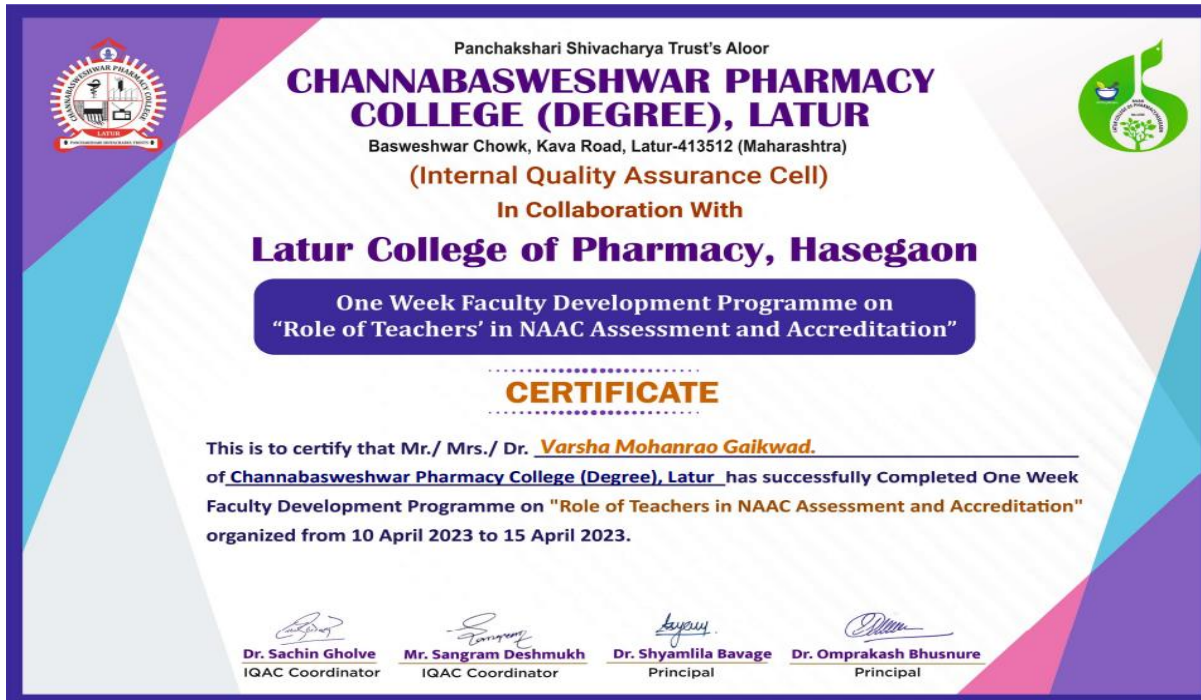 Panchakshari Shivacharya Trust's Aloor
CHANNABASWESHWAR PHARMACY
COLLEGE (DEGREE), LATUR
Basweshwar Chowk, Kava Road, Latur-413512 (Maharashtra)
(Internal Quality Assurance Cell)
In Collaboration With
Latur College of Pharmacy, Hasegaon
One Week Faculty Development Programme on
“Role of Teachers’ in NAAC Assessment and Accreditation”
CERTIFICATE
This is to certify that Mr./ Mrs./ Dr. Varsha Mohanrao Gaikwad.
of Channabasweshwar Pharmacy College (Degree), Latur has successfully Completed One Week
Faculty Development Programme on "Role of Teachers in NAAC Assessment and Accreditation"
organized from 10 April 2023 to 15 April 2023.
Dr. Sachin Gholve
IQAC Coordinator
Mr. Sangram Deshmukh
IQAC Coordinator
Dr. Shyamlila Bavage
Principal
Dr. Omprakash Bhusnure
Principal
CHANNABASWESHWAR PHARMACY COLLEGE
LATUR